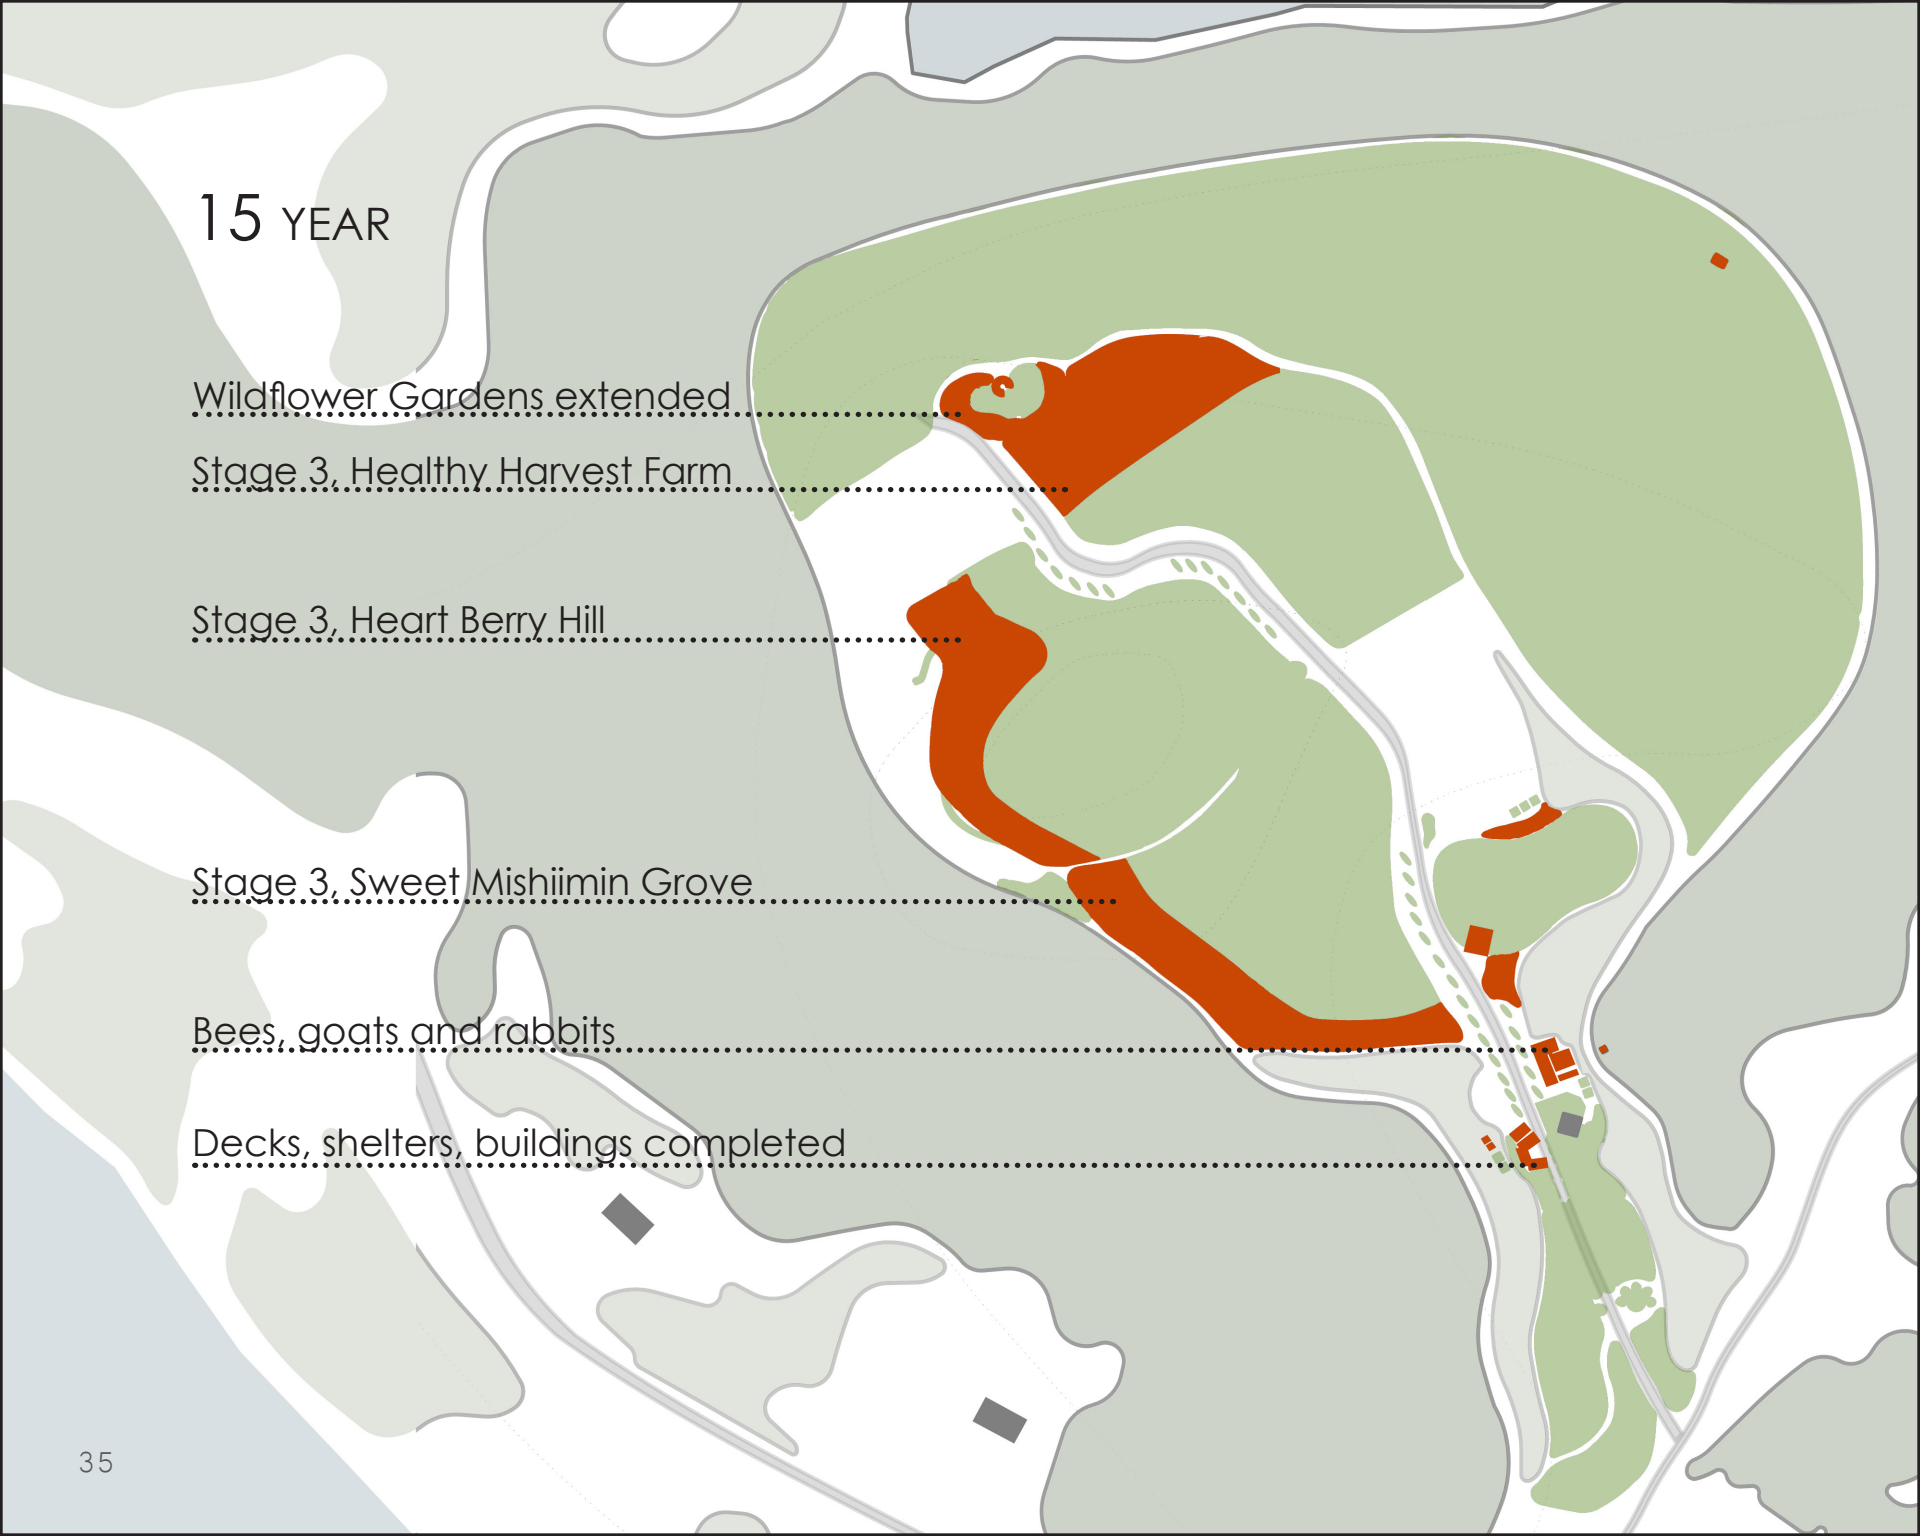 15 YEAR
Wildflower Gardens extended
Stage 3, Healthy Harvest Farm
Stage 3, Heart Berry Hill
Stage 3, Sweet Mishiimin Grove
Bees, goats and rabbits
Decks, shelters, buildings completed
35